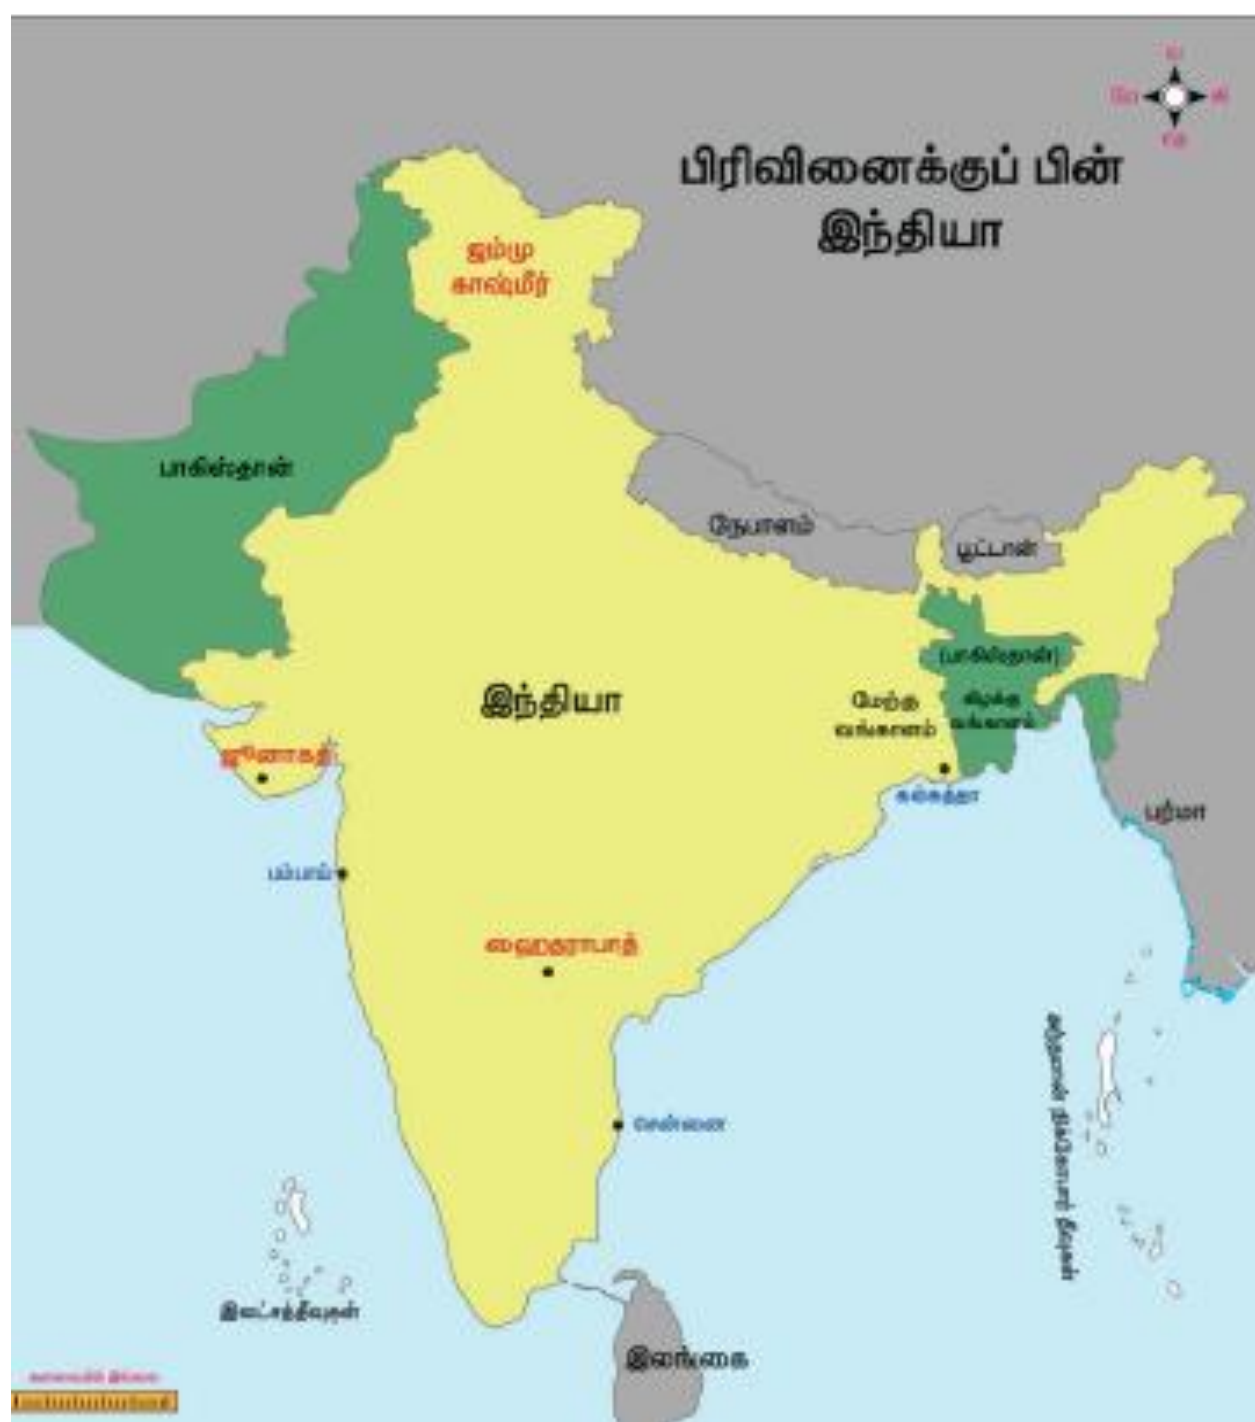 வ
மே
கி
தெ
பிரிவினைக்குப் பின்
இந்தியா
ஜம்மு
காஷ்மீர்
பாகிஸ்தான்
நேபாளம்
பூட்டான்
(பாகிஸ்தான்)
கிழக்கு
வங்காளம்
மேற்கு
வங்காளம்
இந்தியா
ஜூனாகத்
கல்கத்தா
பர்மா
பம்பாய்
ஹைதராபாத்
சென்னை
அந்தமான் நிக்கோபார் தீவுகள்
இலட்சத்தீவுகள்
இலங்கை